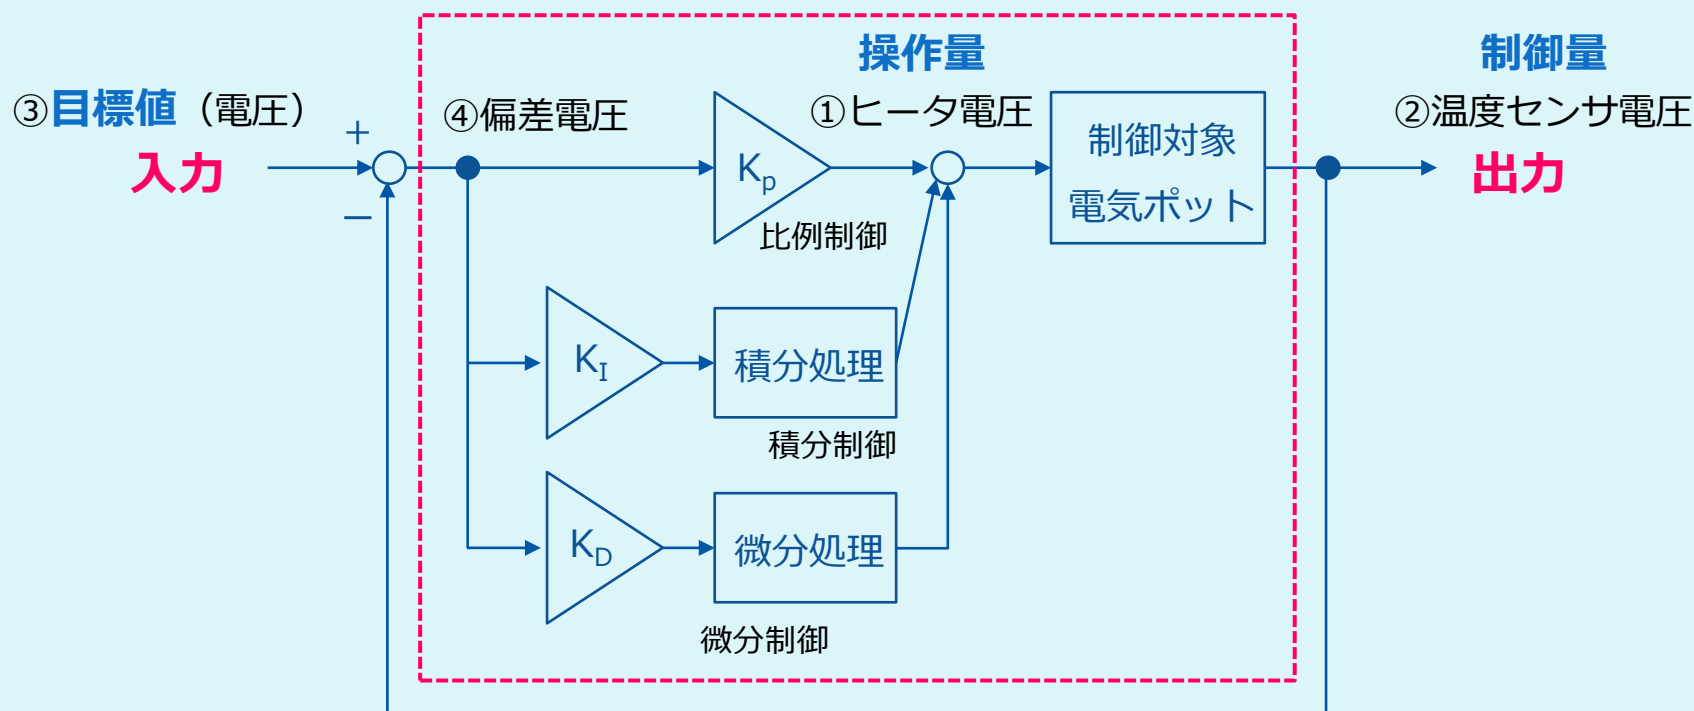 操作量
制御量
③目標値（電圧）
④偏差電圧
①ヒータ電圧
②温度センサ電圧
＋
入力
Kp
制御対象
電気ポット
出力
－
比例制御
KI
積分処理
積分制御
KD
微分処理
微分制御